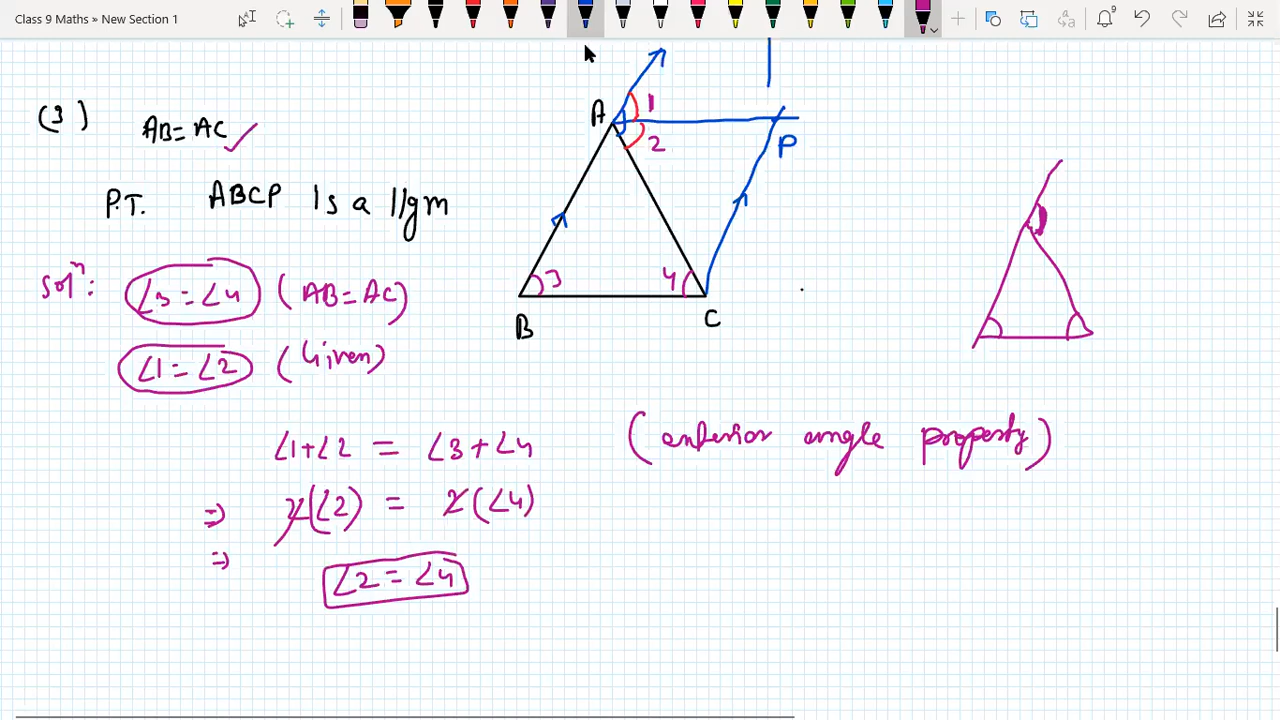 Class 9 Maths » New Section 1
(3)
AB = AC ✓
P.T. ABCP is a ||gm
A
1
2
P
3
4
B
C
Solⁿ: ∠3 = ∠4 (AB = AC)
∠1 = ∠2 (Given)
∠1 + ∠2 = ∠3 + ∠4 (exterior angle property)
⇒ 2(∠2) = 2(∠4)
⇒ ∠2 = ∠4